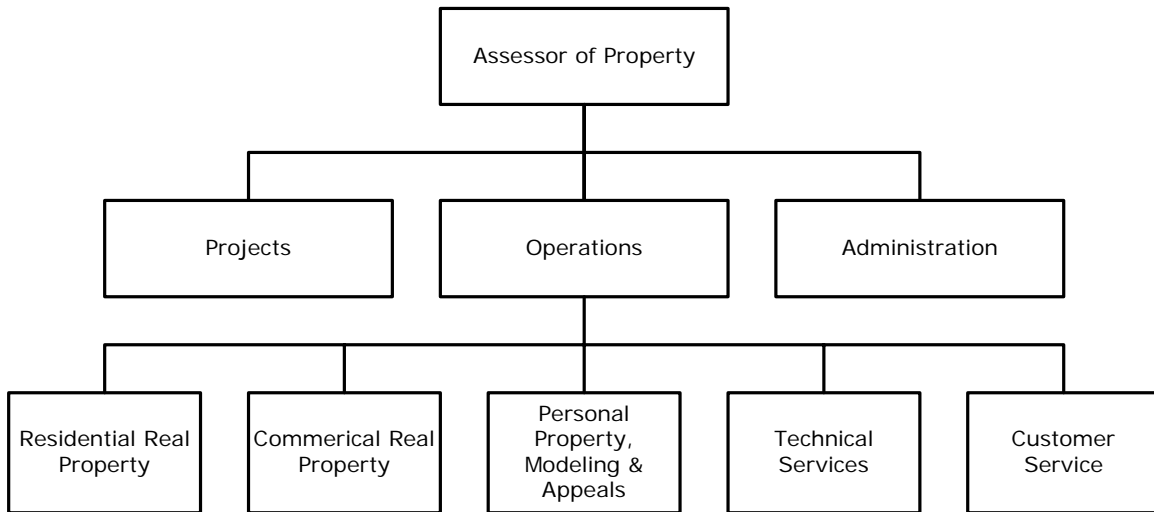 Assessor of Property
Projects
Operations
Administration
Residential Real
Property
Commerical Real
Property
Personal
Property,
Modeling &
Appeals
Technical
Services
Customer
Service